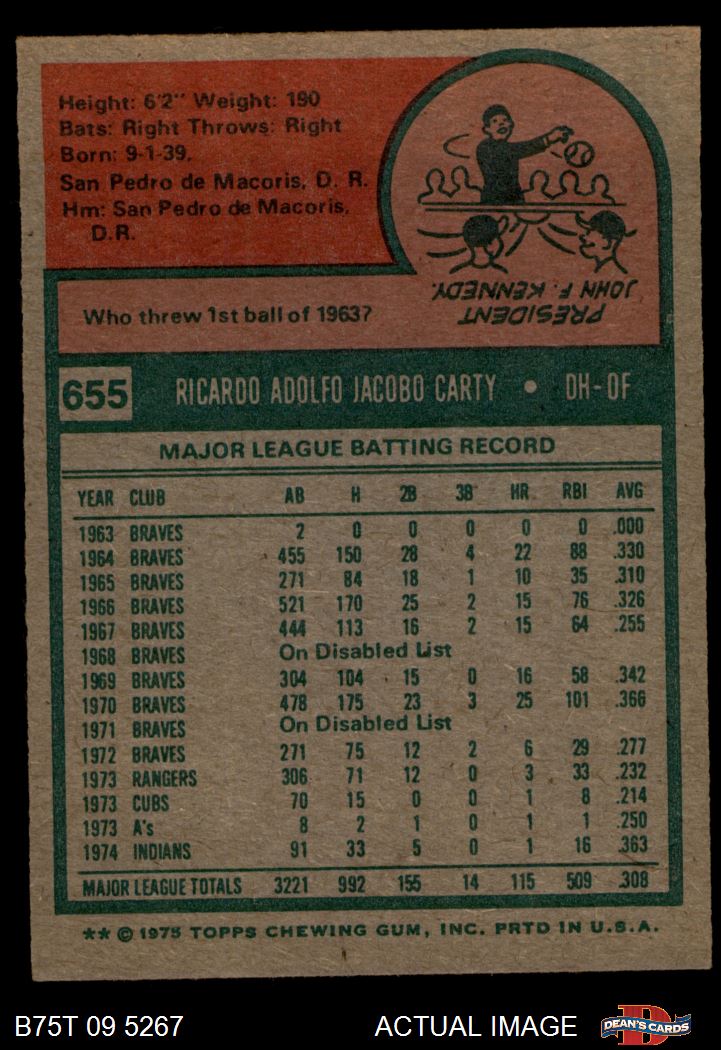 Height: 6'2" Weight: 190
Bats: Right Throws: Right
Born: 9-1-39,
San Pedro de Macoris, D. R.
Hm: San Pedro de Macoris,
D.R.
Who threw 1st ball of 1963?
PRESIDENT
JOHN F. KENNEDY.
655 RICARDO ADOLFO JACOBO CARTY • DH-OF
MAJOR LEAGUE BATTING RECORD
YEAR CLUB AB H 2B 3B HR RBI AVG
1963 BRAVES 2 0 0 0 0 0 .000
1964 BRAVES 455 150 28 4 22 88 .330
1965 BRAVES 271 84 18 1 10 35 .310
1966 BRAVES 521 170 25 2 15 76 .326
1967 BRAVES 444 113 16 2 15 64 .255
1968 BRAVES On Disabled List
1969 BRAVES 304 104 15 0 16 58 .342
1970 BRAVES 478 175 23 3 25 101 .366
1971 BRAVES On Disabled List
1972 BRAVES 271 75 12 2 6 29 .277
1973 RANGERS 306 71 12 0 3 33 .232
1973 CUBS 70 15 0 0 1 8 .214
1973 A's 8 2 1 0 1 1 .250
1974 INDIANS 91 33 5 0 1 16 .363
MAJOR LEAGUE TOTALS 3221 992 155 14 115 509 .308
** © 1975 TOPPS CHEWING GUM, INC. PRTD IN U.S.A.
B75T 09 5267 ACTUAL IMAGE D DEAN'S CARDS